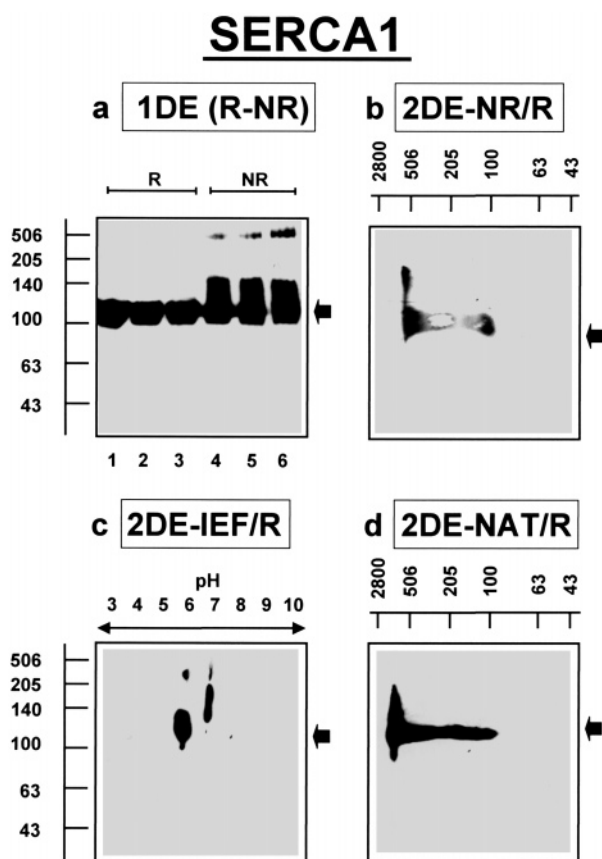 SERCA1
a 1DE (R-NR)
R NR
506
205
140
100
63
43
1 2 3 4 5 6
b 2DE-NR/R
2800 506 205 100 63 43
c 2DE-IEF/R
pH
3 4 5 6 7 8 9 10
506
205
140
100
63
43
d 2DE-NAT/R
2800 506 205 100 63 43